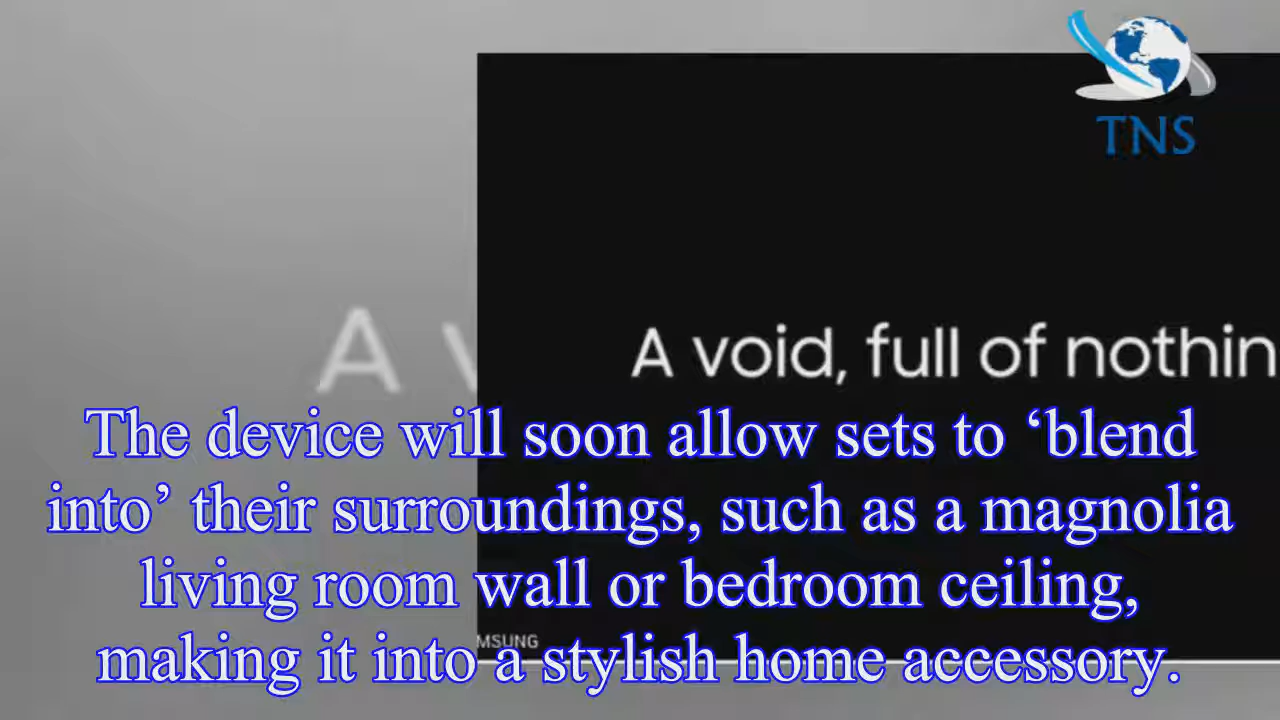 TNS
A v
A void, full of nothin
The device will soon allow sets to ‘blend
into’ their surroundings, such as a magnolia
living room wall or bedroom ceiling,
MSUNG
making it into a stylish home accessory.